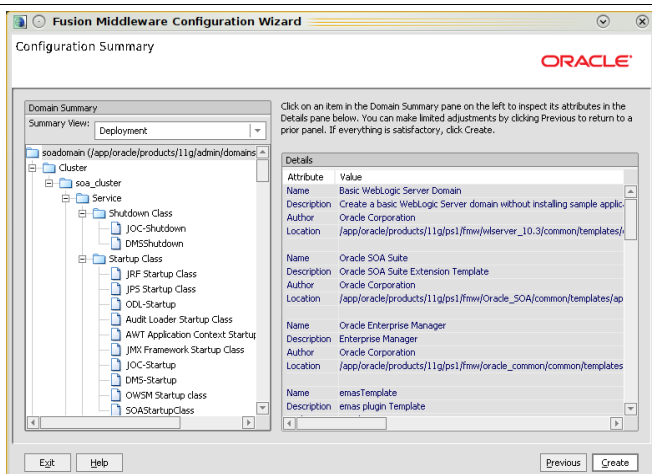 Fusion Middleware Configuration Wizard
Configuration Summary
ORACLE
Domain Summary
Summary View: Deployment
soadomain (/app/oracle/products/11g/admin/domains
Cluster
soa_cluster
Service
Shutdown Class
JOC-Shutdown
DMSShutdown
Startup Class
JRF Startup Class
JPS Startup Class
ODL-Startup
Audit Loader Startup Class
AWT Application Context Startup
JMX Framework Startup Class
JOC-Startup
DMS-Startup
OWSM Startup class
SOAStartupClass
Click on an item in the Domain Summary pane on the left to inspect its attributes in the
Details pane below. You can make limited adjustments by clicking Previous to return to a
prior panel. If everything is satisfactory, click Create.
Details
Attribute Value
Name Basic WebLogic Server Domain
Description Create a basic WebLogic Server domain without installing sample applic
Author Oracle Corporation
Location /app/oracle/products/11g/ps1/fmw/wlserver_10.3/common/templates/
Name Oracle SOA Suite
Description Oracle SOA Suite Extension Template
Author Oracle Corporation
Location /app/oracle/products/11g/ps1/fmw/Oracle_SOA/common/templates/ap
Name Oracle Enterprise Manager
Description Enterprise Manager
Author Oracle Corporation
Location /app/oracle/products/11g/ps1/fmw/oracle_common/common/templates
Name emasTemplate
Description emas plugin Template
Exit Help Previous Create